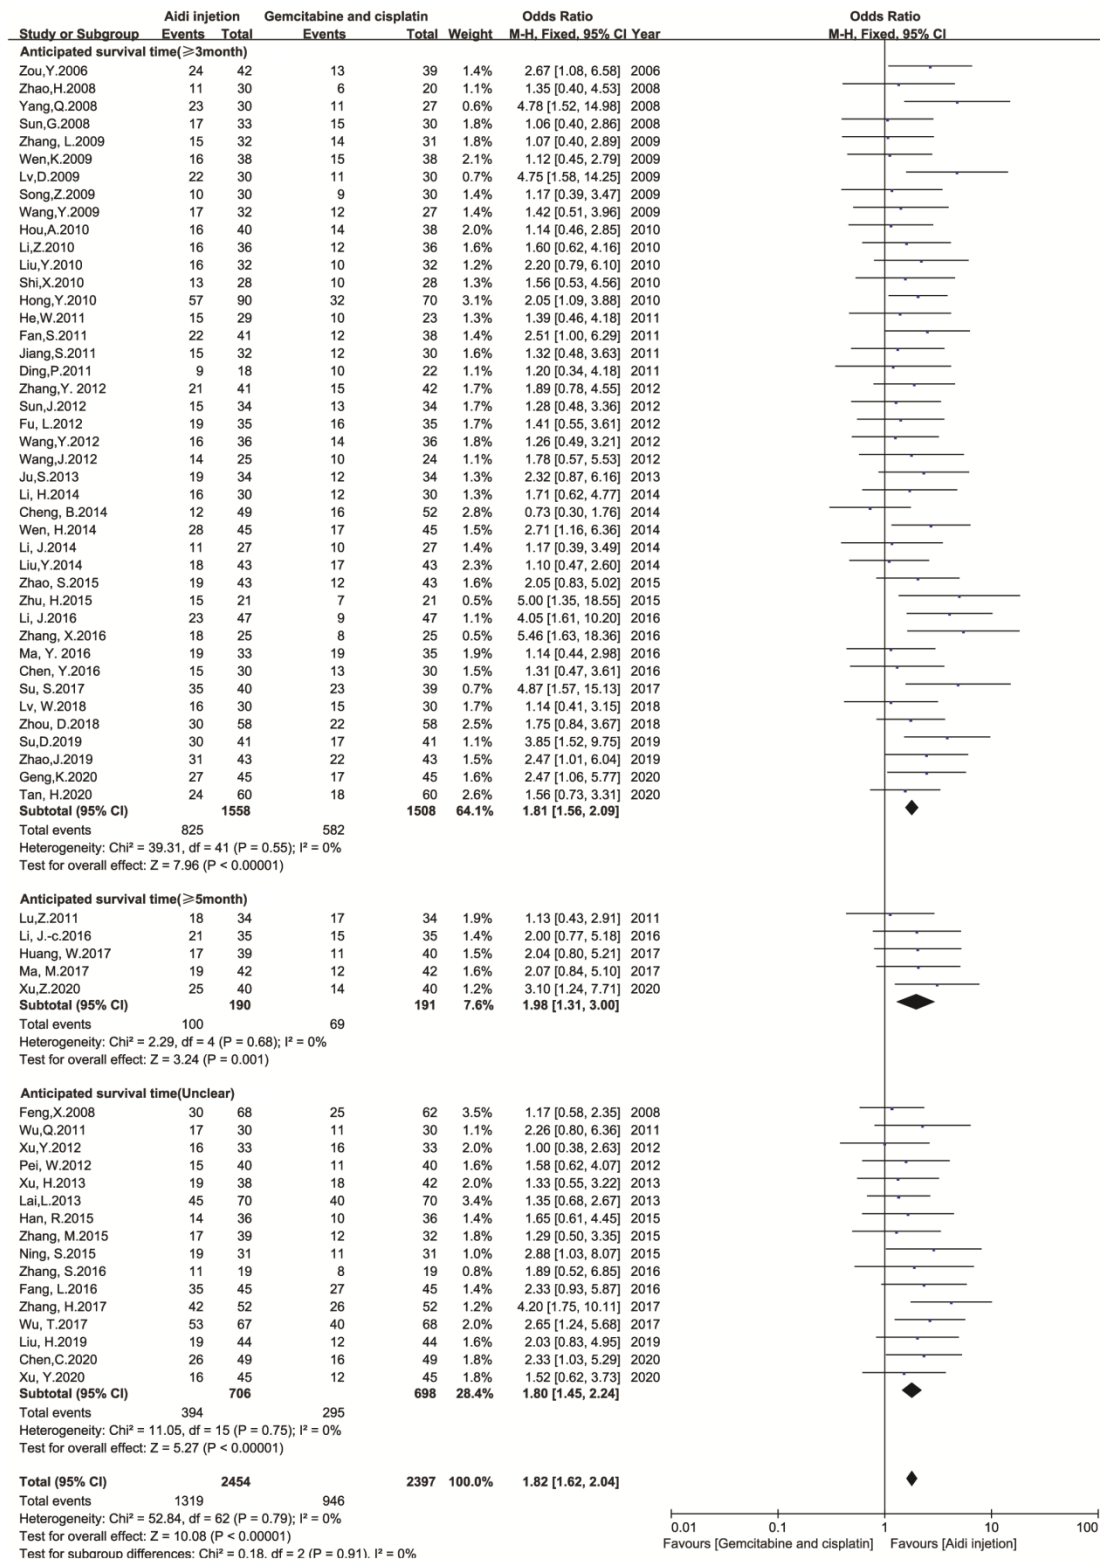 Aidi injetion Gemcitabine and cisplatin Odds Ratio Odds Ratio
Study or Subgroup Events Total Events Total Weight M-H, Fixed, 95% CI Year M-H, Fixed, 95% CI
Anticipated survival time(≥3month)
Zou,Y.2006 24 42 13 39 1.4% 2.67 [1.08, 6.58] 2006
Zhao,H.2008 11 30 6 20 1.1% 1.35 [0.40, 4.53] 2008
Yang,Q.2008 23 30 11 27 0.6% 4.78 [1.52, 14.98] 2008
Sun,G.2008 17 33 15 30 1.8% 1.06 [0.40, 2.86] 2008
Zhang, L.2009 15 32 14 31 1.8% 1.07 [0.40, 2.89] 2009
Wen,K.2009 16 38 15 38 2.1% 1.12 [0.45, 2.79] 2009
Lv,D.2009 22 30 11 30 0.7% 4.75 [1.58, 14.25] 2009
Song,Z.2009 10 30 9 30 1.4% 1.17 [0.39, 3.47] 2009
Wang,Y.2009 17 32 12 27 1.4% 1.42 [0.51, 3.96] 2009
Hou,A.2010 16 40 14 38 2.0% 1.14 [0.46, 2.85] 2010
Li,Z.2010 16 36 12 36 1.6% 1.60 [0.62, 4.16] 2010
Liu,Y.2010 16 32 10 32 1.2% 2.20 [0.79, 6.10] 2010
Shi,X.2010 13 28 10 28 1.3% 1.56 [0.53, 4.56] 2010
Hong,Y.2010 57 90 32 70 3.1% 2.05 [1.09, 3.88] 2010
He,W.2011 15 29 10 23 1.3% 1.39 [0.46, 4.18] 2011
Fan,S.2011 22 41 12 38 1.4% 2.51 [1.00, 6.29] 2011
Jiang,S.2011 15 32 12 30 1.5% 1.32 [0.48, 3.63] 2011
Ding,P.2011 9 18 10 22 1.1% 1.20 [0.34, 4.18] 2011
Zhang,Y. 2012 21 41 15 42 1.7% 1.89 [0.78, 4.55] 2012
Sun,J.2012 15 34 13 34 1.7% 1.28 [0.48, 3.36] 2012
Fu, L.2012 19 35 16 35 1.7% 1.41 [0.55, 3.61] 2012
Wang,Y.2012 16 36 14 36 1.8% 1.26 [0.49, 3.21] 2012
Wang,J.2012 14 25 10 24 1.1% 1.78 [0.57, 5.53] 2012
Ju,S.2013 19 34 12 34 1.2% 2.32 [0.87, 6.16] 2013
Li, H.2014 16 30 12 30 1.3% 1.71 [0.62, 4.77] 2014
Cheng, B.2014 12 49 16 52 2.8% 0.73 [0.30, 1.76] 2014
Wen, H.2014 28 45 17 45 1.5% 2.71 [1.16, 6.36] 2014
Li, J.2014 11 27 10 27 1.4% 1.17 [0.39, 3.49] 2014
Liu,Y.2014 18 43 17 43 2.3% 1.10 [0.47, 2.60] 2014
Zhao, S.2015 19 43 12 43 1.6% 2.05 [0.83, 5.02] 2015
Zhu, H.2015 15 21 7 21 0.5% 5.00 [1.35, 18.55] 2015
Li, J.2016 23 47 9 47 1.1% 4.05 [1.61, 10.20] 2016
Zhang, X.2016 18 25 8 25 0.5% 5.46 [1.63, 18.36] 2016
Ma, Y. 2016 19 33 19 35 1.9% 1.14 [0.44, 2.98] 2016
Chen, Y.2016 15 30 13 30 1.5% 1.31 [0.47, 3.61] 2016
Su, S.2017 35 40 23 39 0.7% 4.87 [1.57, 15.13] 2017
Lv, W.2018 16 30 15 30 1.6% 1.14 [0.41, 3.15] 2018
Zhou, D.2018 30 58 22 58 2.5% 1.75 [0.84, 3.67] 2018
Su,D.2019 30 41 17 41 1.1% 3.85 [1.52, 9.75] 2019
Zhao,J.2019 31 43 22 43 1.4% 2.47 [1.01, 6.04] 2019
Geng,K.2020 27 45 17 45 1.6% 2.47 [1.06, 5.77] 2020
Tan, H.2020 24 60 18 60 2.6% 1.56 [0.73, 3.31] 2020
Subtotal (95% CI) 1558 1508 64.1% 1.81 [1.56, 2.09]
Total events 825 582
Heterogeneity: Chi² = 39.31, df = 41 (P = 0.55); I² = 0%
Test for overall effect: Z = 7.96 (P < 0.00001)
Anticipated survival time(≥5month)
Lu,Z.2011 18 34 17 34 1.9% 1.13 [0.43, 2.91] 2011
Li, J.-c.2016 21 35 15 35 1.4% 2.00 [0.77, 5.18] 2016
Huang, W.2017 17 39 11 40 1.5% 2.04 [0.80, 5.21] 2017
Ma, M.2017 19 42 12 42 1.6% 2.07 [0.84, 5.10] 2017
Xu,Z.2020 25 40 14 40 1.2% 3.10 [1.24, 7.71] 2020
Subtotal (95% CI) 190 191 7.6% 1.98 [1.31, 3.00]
Total events 100 69
Heterogeneity: Chi² = 2.29, df = 4 (P = 0.68); I² = 0%
Test for overall effect: Z = 3.24 (P = 0.001)
Anticipated survival time(Unclear)
Feng,X.2008 30 68 25 62 3.5% 1.17 [0.58, 2.35] 2008
Wu,Q.2011 17 30 11 30 1.1% 2.26 [0.80, 6.36] 2011
Xu,Y.2012 16 33 16 33 1.9% 1.00 [0.38, 2.63] 2012
Pei, W.2012 15 40 11 40 1.6% 1.58 [0.62, 4.07] 2012
Xu, H.2013 19 38 18 42 2.0% 1.33 [0.55, 3.22] 2013
Lai,L.2013 45 70 40 70 3.4% 1.35 [0.68, 2.67] 2013
Han, R.2015 14 36 10 36 1.4% 1.65 [0.61, 4.45] 2015
Zhang, M.2015 17 39 12 32 1.8% 1.29 [0.50, 3.35] 2015
Ning, S.2015 19 31 11 31 1.0% 2.88 [1.03, 8.07] 2015
Zhang, S.2016 11 19 8 19 0.8% 1.89 [0.52, 6.85] 2016
Fang, L.2016 35 45 27 45 1.4% 2.33 [0.93, 5.87] 2016
Zhang, H.2017 42 52 26 52 1.2% 4.20 [1.75, 10.11] 2017
Wu, T.2017 53 67 40 68 2.0% 2.65 [1.24, 5.68] 2017
Liu, H.2019 19 44 12 44 1.6% 2.03 [0.83, 4.95] 2019
Chen,C.2020 26 49 16 49 1.8% 2.33 [1.03, 5.29] 2020
Xu, Y.2020 16 45 12 45 1.8% 1.52 [0.62, 3.73] 2020
Subtotal (95% CI) 706 698 28.4% 1.80 [1.45, 2.24]
Total events 394 295
Heterogeneity: Chi² = 11.05, df = 15 (P = 0.75); I² = 0%
Test for overall effect: Z = 5.27 (P < 0.00001)
Total (95% CI) 2454 2397 100.0% 1.82 [1.62, 2.04]
Total events 1319 946
Heterogeneity: Chi² = 52.84, df = 62 (P = 0.79); I² = 0%
Test for overall effect: Z = 10.08 (P < 0.00001)
Test for subgroup differences: Chi² = 0.18, df = 2 (P = 0.91), I² = 0%
0.01 0.1 1 10 100
Favours [Gemcitabine and cisplatin] Favours [Aidi injetion]